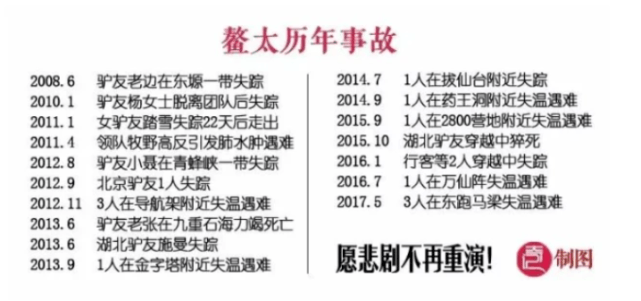 鳌太历年事故
2008.6 驴友老边在东塬一带失踪
2010.1 驴友杨女士脱离团队后失踪
2011.1 女驴友踏雪失踪22天后走出
2011.4 领队牧野高反引发肺水肿遇难
2012.8 驴友小聂在青蜂峡一带失踪
2012.9 北京驴友1人失踪
2012.11 3人在导航架附近失温遇难
2013.6 驴友老张在九重石海力竭死亡
2013.6 湖北驴友施曼失踪
2013.9 1人在金字塔附近失温遇难
2014.7 1人在拔仙台附近失踪
2014.9 1人在药王洞附近失温遇难
2015.9 1人在2800营地附近失温遇难
2015.10 湖北驴友穿越中猝死
2016.1 行客等2人穿越中失踪
2016.7 1人在万仙阵失温遇难
2017.5 3人在东跑马梁失温遇难
愿悲剧不再重演!
制图